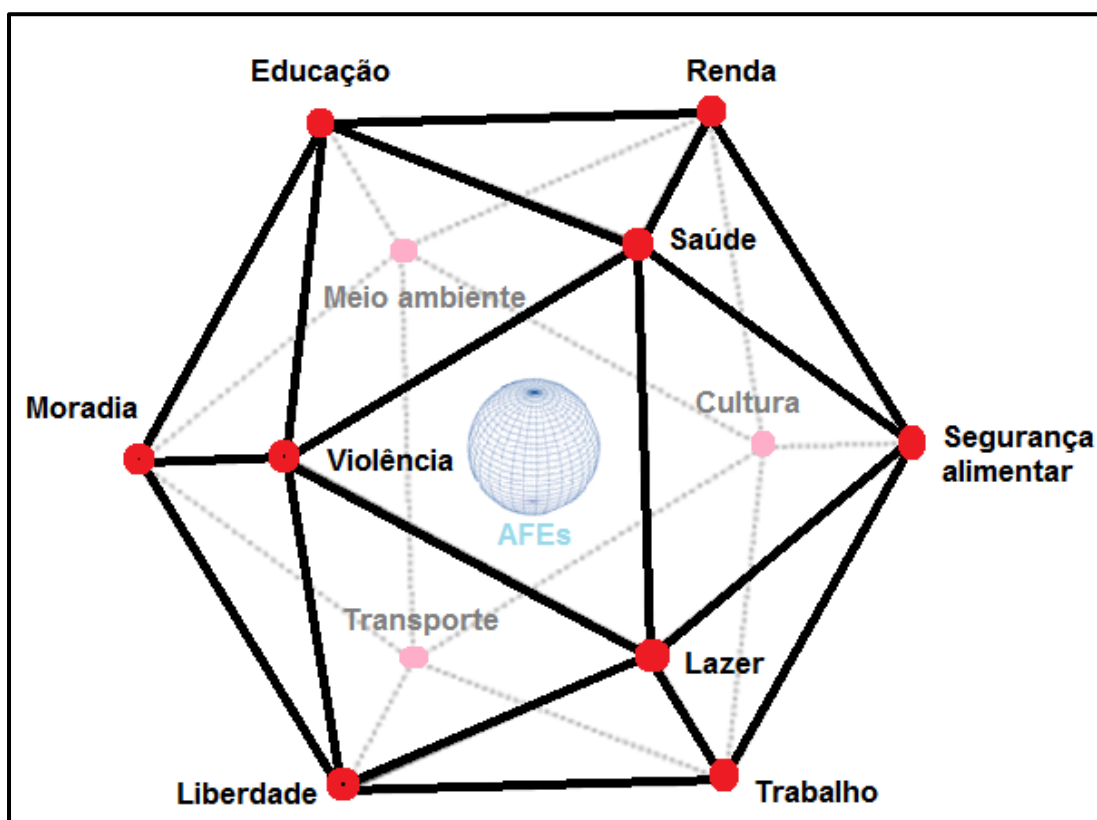 Educação
Renda
Saúde
Meio ambiente
Moradia
Cultura
Violência
Segurança
alimentar
AFEs
Transporte
Lazer
Liberdade
Trabalho